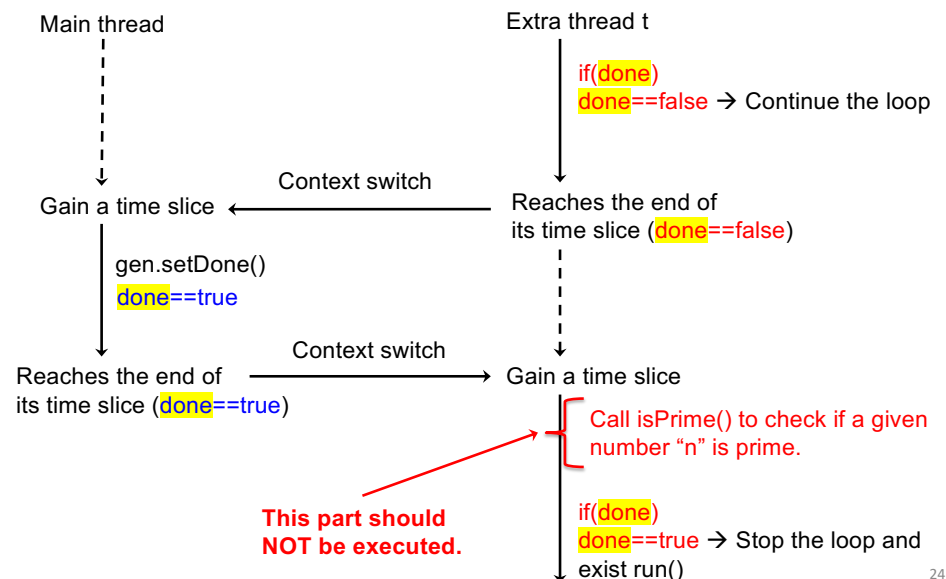 Main thread
Extra thread t
if(done)
done==false → Continue the loop
Context switch
Gain a time slice
Reaches the end of
its time slice (done==false)
gen.setDone()
done==true
Context switch
Reaches the end of
its time slice (done==true)
Gain a time slice
Call isPrime() to check if a given
number “n” is prime.
This part should
NOT be executed.
if(done)
done==true → Stop the loop and
exist run()
24